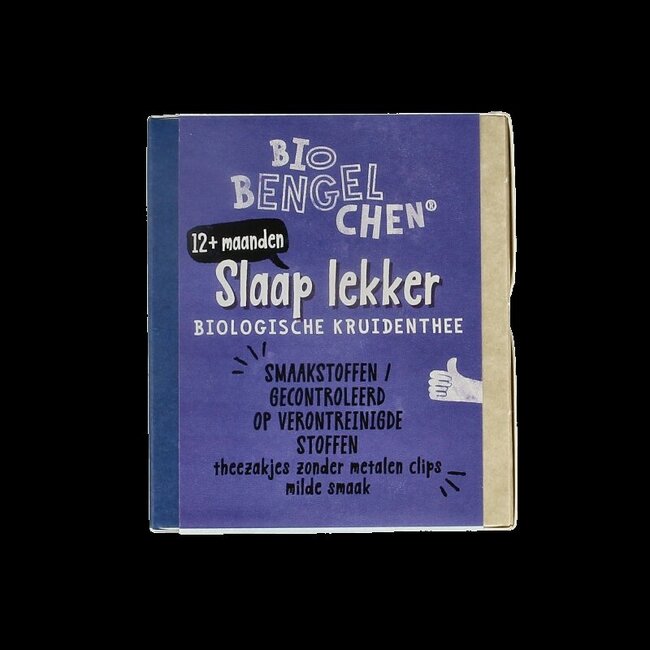 BIO
BENGEL
CHEN®
12+ maanden
Slaap lekker
BIOLOGISCHE KRUIDENTHEE
SMAAKSTOFFEN /
GECONTROLEERD
OP VERONTREINIGDE
STOFFEN
theezakjes zonder metalen clips
milde smaak